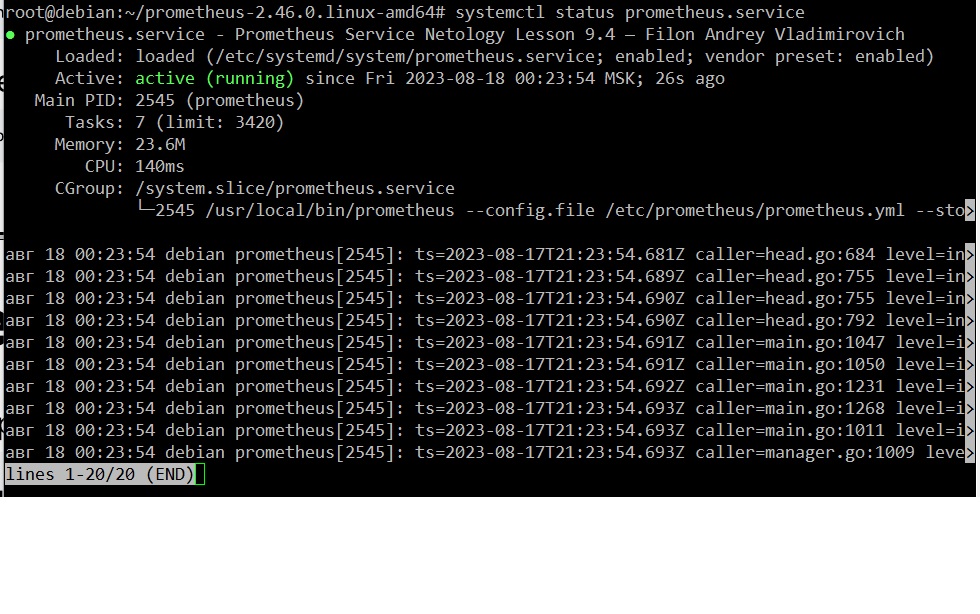 root@debian:~/prometheus-2.46.0.linux-amd64# systemctl status prometheus.service
● prometheus.service - Prometheus Service Netology Lesson 9.4 — Filon Andrey Vladimirovich
Loaded: loaded (/etc/systemd/system/prometheus.service; enabled; vendor preset: enabled)
Active: active (running) since Fri 2023-08-18 00:23:54 MSK; 26s ago
Main PID: 2545 (prometheus)
Tasks: 7 (limit: 3420)
Memory: 23.6M
CPU: 140ms
CGroup: /system.slice/prometheus.service
└─2545 /usr/local/bin/prometheus --config.file /etc/prometheus/prometheus.yml --sto>
авг 18 00:23:54 debian prometheus[2545]: ts=2023-08-17T21:23:54.681Z caller=head.go:684 level=in>
авг 18 00:23:54 debian prometheus[2545]: ts=2023-08-17T21:23:54.689Z caller=head.go:755 level=in>
авг 18 00:23:54 debian prometheus[2545]: ts=2023-08-17T21:23:54.690Z caller=head.go:755 level=in>
авг 18 00:23:54 debian prometheus[2545]: ts=2023-08-17T21:23:54.690Z caller=head.go:792 level=in>
авг 18 00:23:54 debian prometheus[2545]: ts=2023-08-17T21:23:54.691Z caller=main.go:1047 level=i>
авг 18 00:23:54 debian prometheus[2545]: ts=2023-08-17T21:23:54.691Z caller=main.go:1050 level=i>
авг 18 00:23:54 debian prometheus[2545]: ts=2023-08-17T21:23:54.692Z caller=main.go:1231 level=i>
авг 18 00:23:54 debian prometheus[2545]: ts=2023-08-17T21:23:54.693Z caller=main.go:1268 level=i>
авг 18 00:23:54 debian prometheus[2545]: ts=2023-08-17T21:23:54.693Z caller=main.go:1011 level=i>
авг 18 00:23:54 debian prometheus[2545]: ts=2023-08-17T21:23:54.693Z caller=manager.go:1009 leve>
lines 1-20/20 (END)